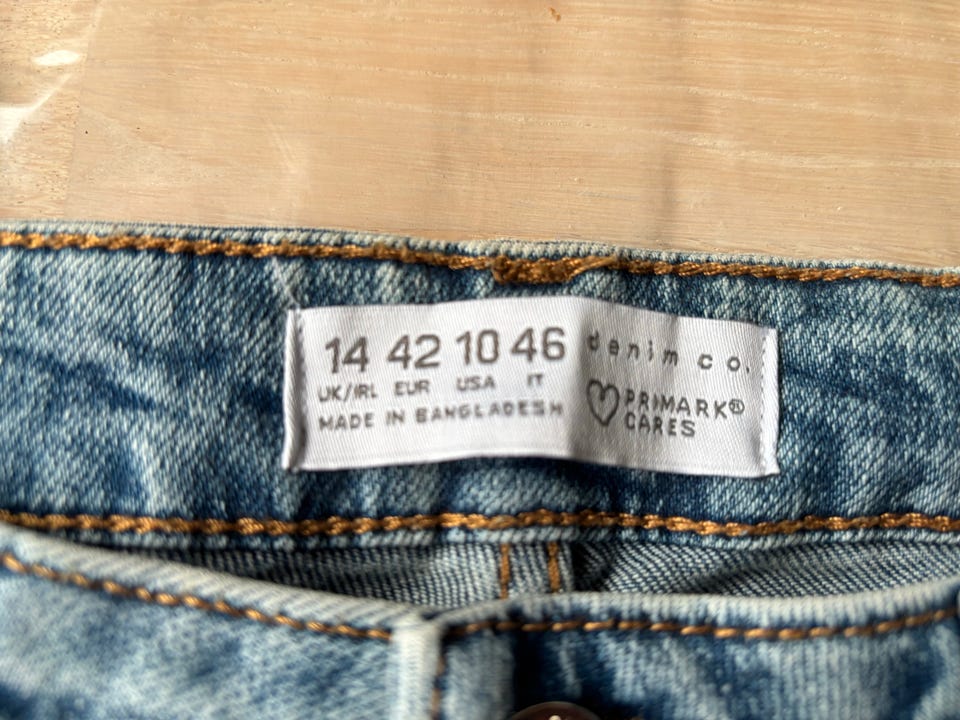 14 42 10 46
UK/IRL EUR USA IT
MADE IN BANGLADESH
denim co.
PRIMARK®
CARES